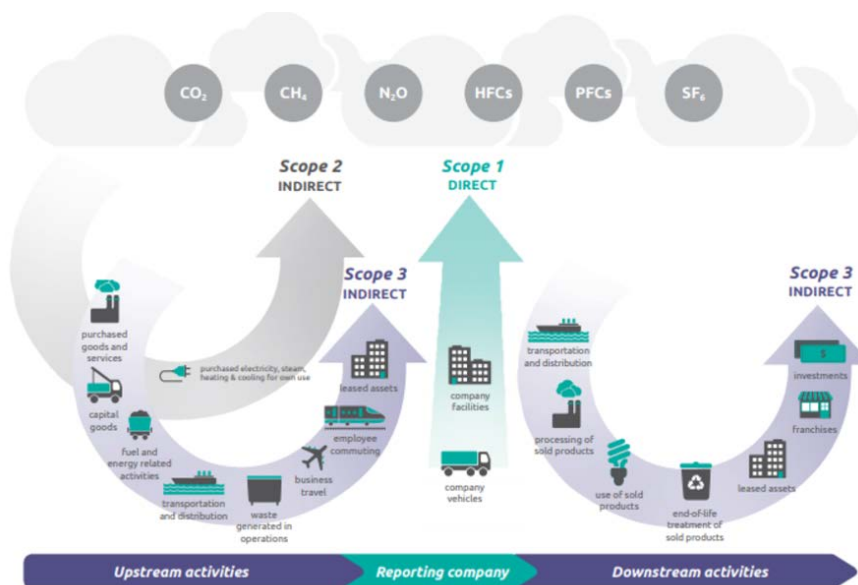 CO₂
CH₄
N₂O
HFCs
PFCs
SF₆
Scope 2
INDIRECT
Scope 1
DIRECT
Scope 3
INDIRECT
Scope 3
INDIRECT
purchased
goods and
services
capital
goods
fuel and
energy related
activities
transportation
and distribution
waste
generated in
operations
business
travel
employee
commuting
leased assets
purchased electricity, steam,
heating & cooling for own use
company
facilities
company
vehicles
transportation
and distribution
processing of
sold products
use of sold
products
end-of-life
treatment of
sold products
leased assets
franchises
$
investments
Upstream activities
Reporting company
Downstream activities